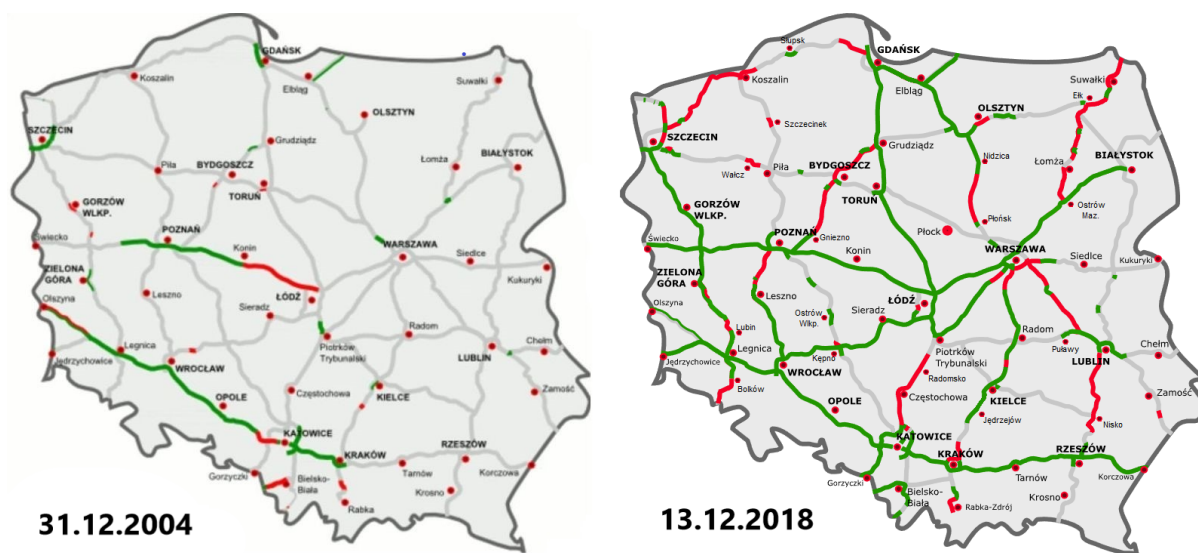 GDAŃSK
Koszalin
Elbląg
Suwałki
OLSZTYN
SZCZECIN
Grudziądz
Piła
BYDGOSZCZ
TORUŃ
Łomża
BIAŁYSTOK
GORZÓW
WLKP.
POZNAŃ
Konin
WARSZAWA
Siedlce
Świecko
Kukuryki
ZIELONA
GÓRA
Olszyna
Leszno
ŁÓDŹ
Sieradz
Radom
Legnica
Piotrków
Trybunalski
LUBLIN
Chełm
Jędrzychowice
WROCŁAW
Częstochowa
KIELCE
Zamość
OPOLE
KATOWICE
KRAKÓW
RZESZÓW
Tarnów
Korczowa
Gorzyczki
Bielsko-
Biała
Krosno
Rabka
31.12.2004
Słupsk
GDAŃSK
Koszalin
Elbląg
Suwałki
Ełk
OLSZTYN
Szczecinek
SZCZECIN
Grudziądz
Nidzica
Wałcz
Piła
BYDGOSZCZ
Łomża
BIAŁYSTOK
TORUŃ
GORZÓW
WLKP.
Ostrów
Maz.
Płońsk
Płock
POZNAŃ
Gniezno
Świecko
Konin
WARSZAWA
Siedlce
Kukuryki
ZIELONA
GÓRA
Olszyna
Leszno
ŁÓDŹ
Sieradz
Ostrów
Wlkp.
Lubin
Legnica
Radom
Puławy
Piotrków
Trybunalski
LUBLIN
Chełm
Jędrzychowice
Kępno
WROCŁAW
Radomsko
Bolków
Częstochowa
KIELCE
Zamość
OPOLE
Jędrzejów
Nisko
KATOWICE
KRAKÓW
RZESZÓW
Tarnów
Korczowa
Gorzyczki
Bielsko-
Biała
Krosno
Rabka-Zdrój
13.12.2018